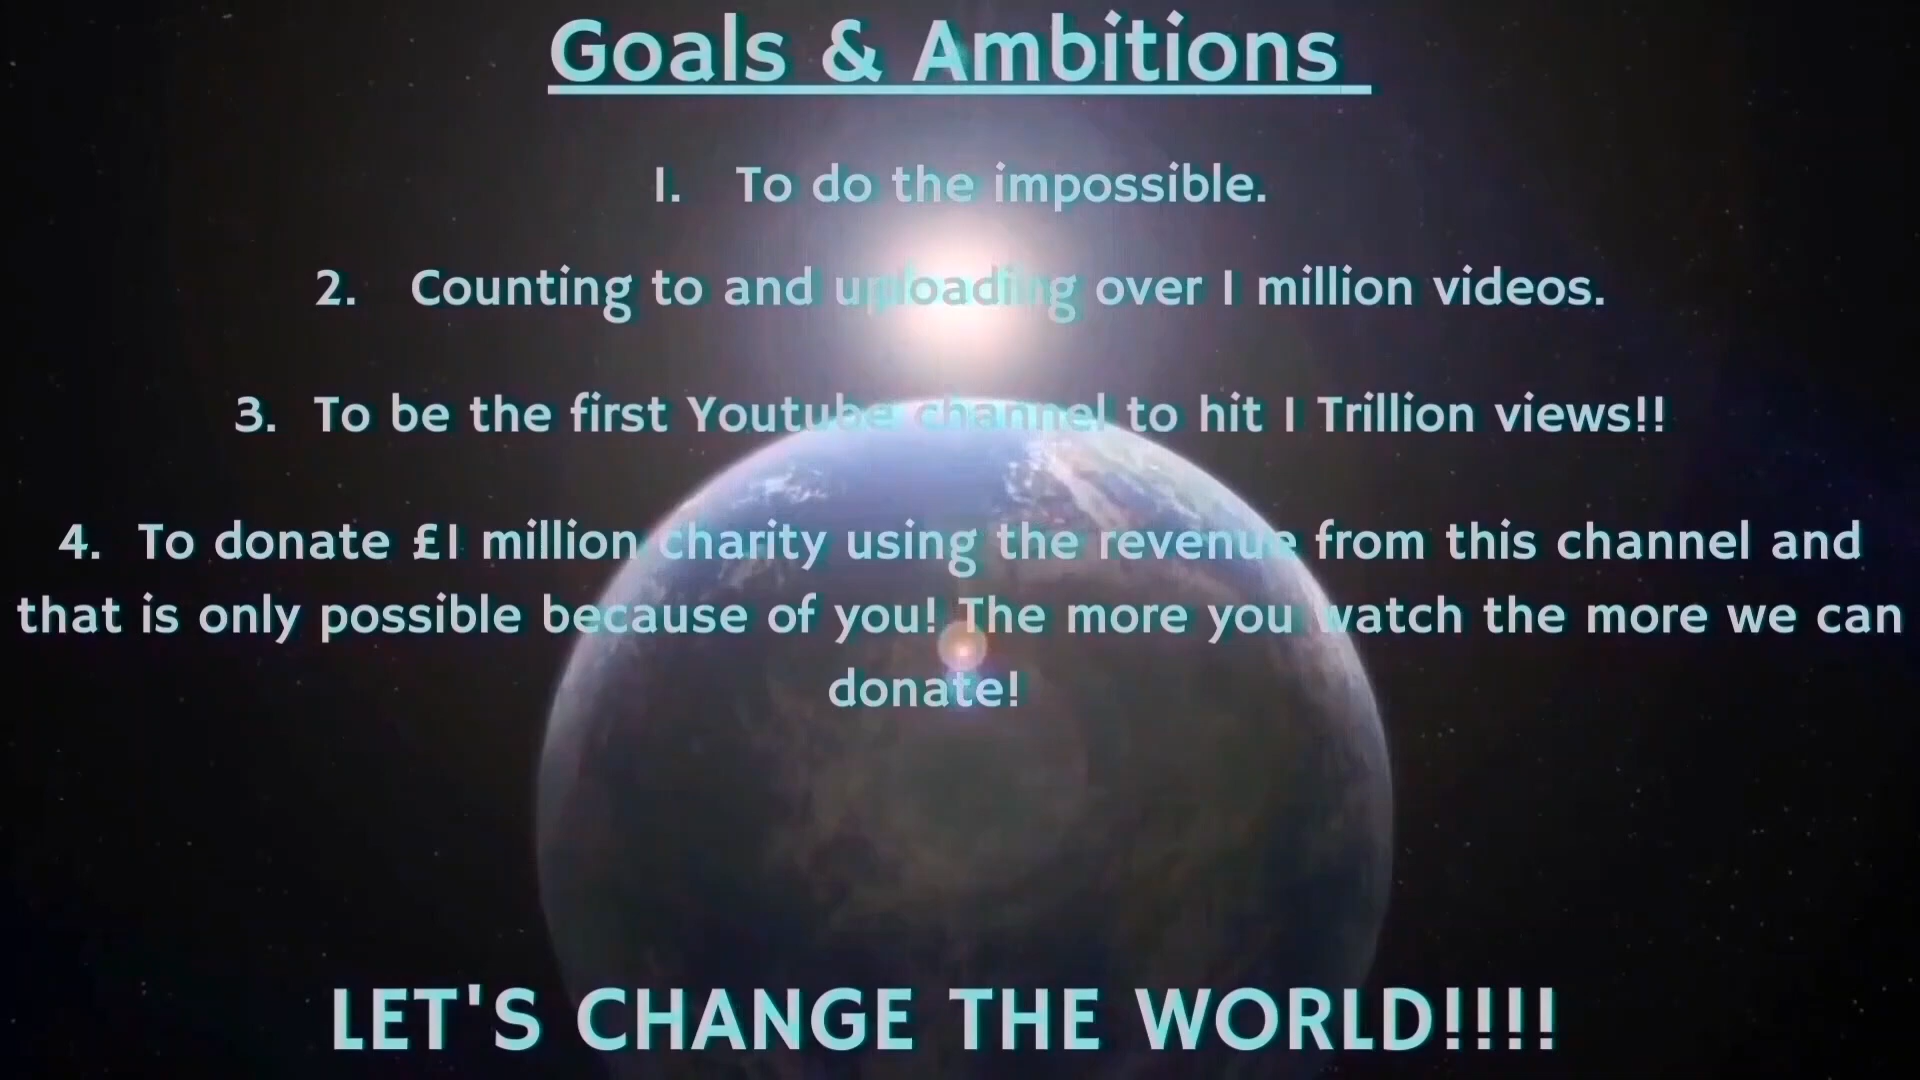 Goals & Ambitions
1. To do the impossible.
2. Counting to and uploading over 1 million videos.
3. To be the first Youtube channel to hit 1 Trillion views!!
4. To donate £1 million charity using the revenue from this channel and
that is only possible because of you! The more you watch the more we can
donate!
LET'S CHANGE THE WORLD!!!!